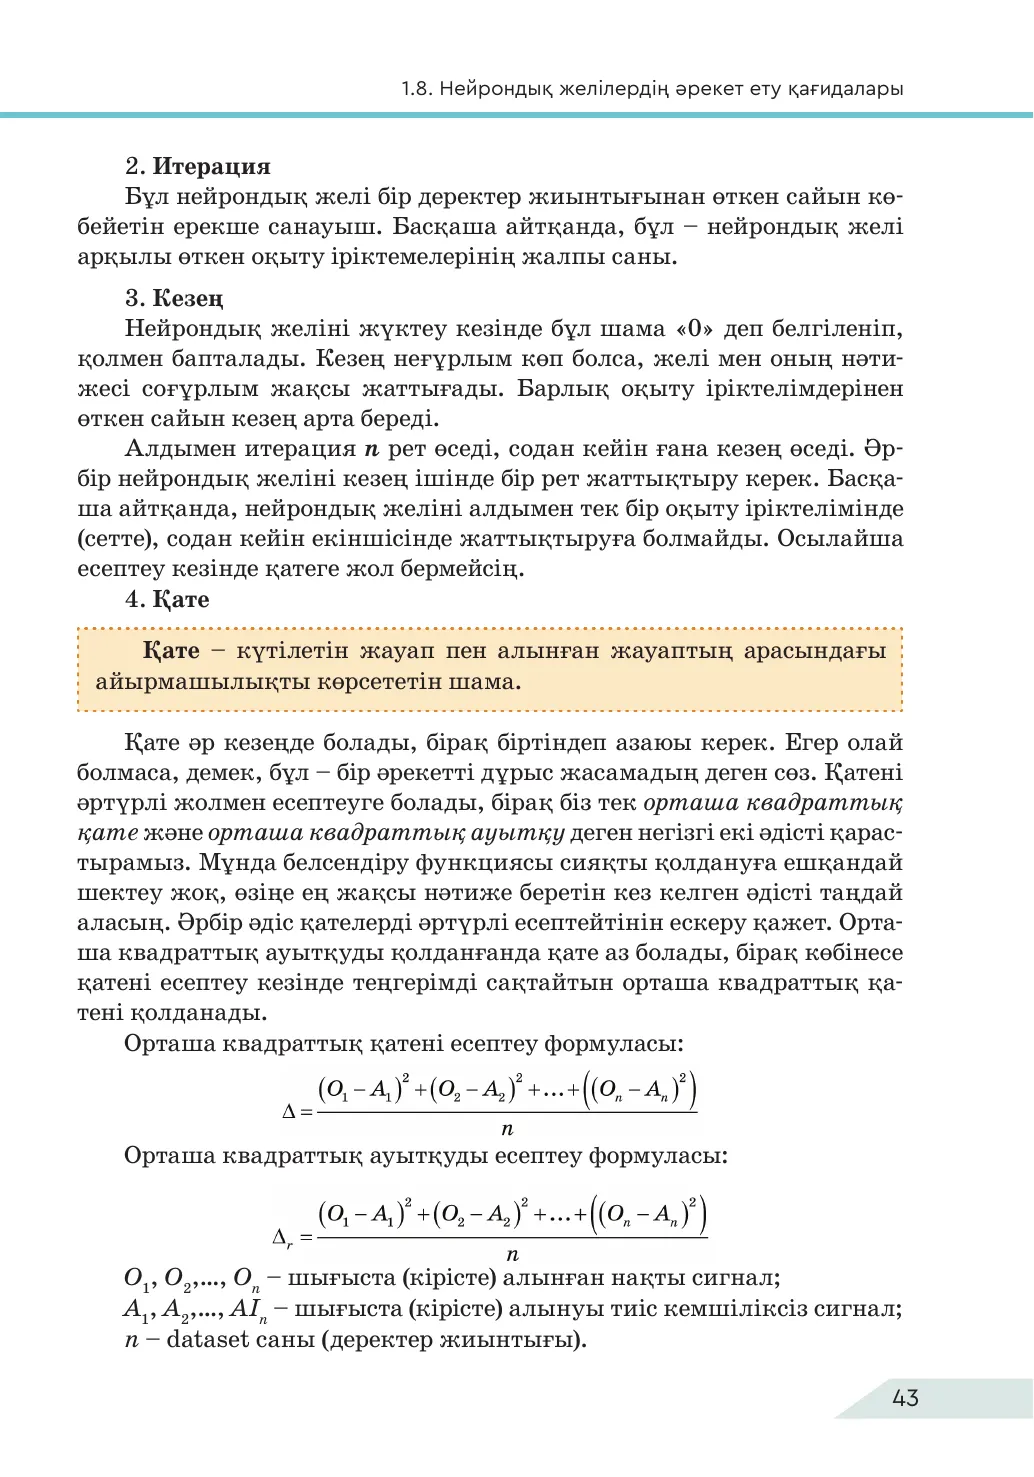 1.8. Нейрондық желілердің әрекет ету қағидалары
2. Итерация
Бұл нейрондық желі бір деректер жиынтығынан өткен сайын кө-
бейетін ерекше санауыш. Басқаша айтқанда, бұл – нейрондық желі
арқылы өткен оқыту іріктемелерінің жалпы саны.
3. Кезең
Нейрондық желіні жүктеу кезінде бұл шама «0» деп белгіленіп,
қолмен бапталады. Кезең неғұрлым көп болса, желі мен оның нәти-
жесі соғұрлым жақсы жаттығады. Барлық оқыту іріктелімдерінен
өткен сайын кезең арта береді.
Алдымен итерация n рет өседі, содан кейін ғана кезең өседі. Әр-
бір нейрондық желіні кезең ішінде бір рет жаттықтыру керек. Басқа-
ша айтқанда, нейрондық желіні алдымен тек бір оқыту іріктелімінде
(сетте), содан кейін екіншісінде жаттықтыруға болмайды. Осылайша
есептеу кезінде қатеге жол бермейсің.
4. Қате
Қате – күтілетін жауап пен алынған жауаптың арасындағы
айырмашылықты көрсететін шама.
Қате әр кезеңде болады, бірақ біртіндеп азаюы керек. Егер олай
болмаса, демек, бұл – бір әрекетті дұрыс жасамадың деген сөз. Қатені
әртүрлі жолмен есептеуге болады, бірақ біз тек орташа квадраттық
қате және орташа квадраттық ауытқу деген негізгі екі әдісті қарас-
тырамыз. Мұнда белсендіру функциясы сияқты қолдануға ешқандай
шектеу жоқ, өзіңе ең жақсы нәтиже беретін кез келген әдісті таңдай
аласың. Әрбір әдіс қателерді әртүрлі есептейтінін ескеру қажет. Орта-
ша квадраттық ауытқуды қолданғанда қате аз болады, бірақ көбінесе
қатені есептеу кезінде теңгерімді сақтайтын орташа квадраттық қа-
тені қолданады.
Орташа квадраттық қатені есептеу формуласы:
Δ = ((O₁ – A₁)² + (O₂ – A₂)² + ... + ((Oₙ – Aₙ)²)) / n
Орташа квадраттық ауытқуды есептеу формуласы:
Δᵣ = ((O₁ – A₁)² + (O₂ – A₂)² + ... + ((Oₙ – Aₙ)²)) / n
O₁, O₂,..., Oₙ – шығыста (кірісте) алынған нақты сигнал;
A₁, A₂,..., AIₙ – шығыста (кірісте) алынуы тиіс кемшіліксіз сигнал;
n – dataset саны (деректер жиынтығы).
43